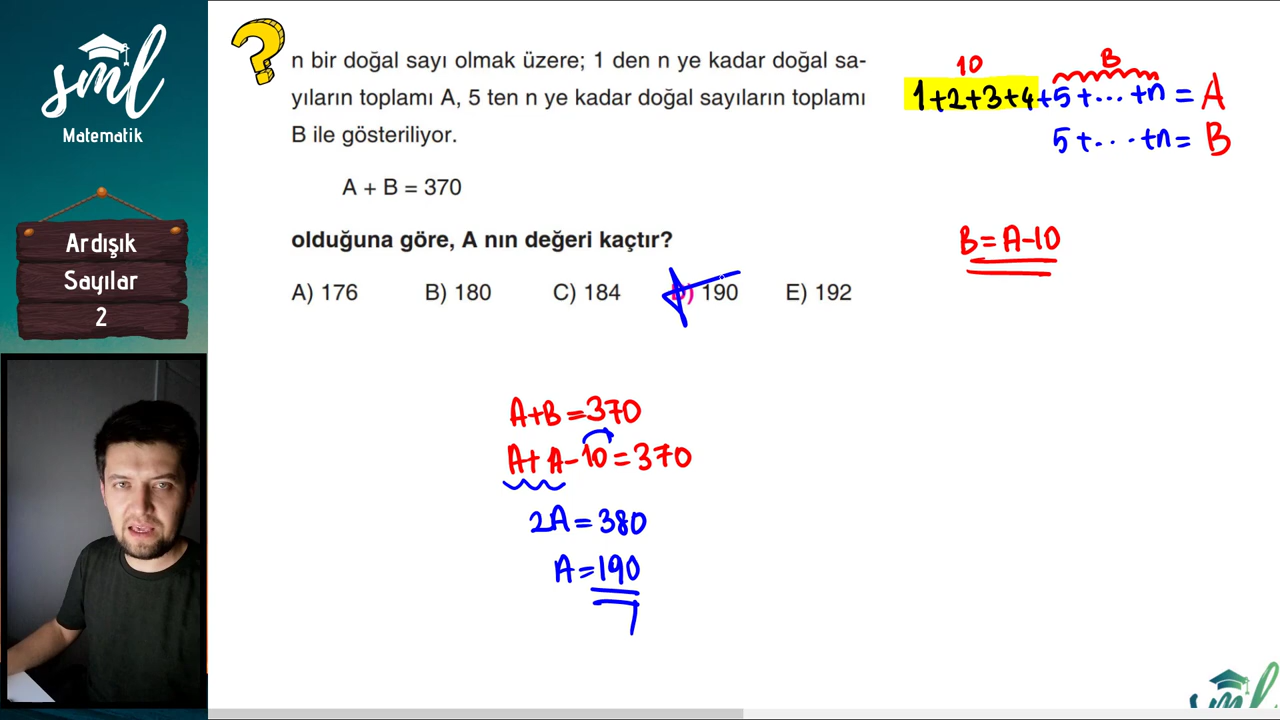 sml
Matematik
Ardışık
Sayılar
2
?
n bir doğal sayı olmak üzere; 1 den n ye kadar doğal sa-
yıların toplamı A, 5 ten n ye kadar doğal sayıların toplamı
B ile gösteriliyor.
A + B = 370
olduğuna göre, A nın değeri kaçtır?
A) 176 B) 180 C) 184 D) 190 E) 192
10 B
1+2+3+4+5+...+n = A
5+...+n = B
B = A-10
A+B = 370
A+A-10 = 370
2A = 380
A = 190
sml